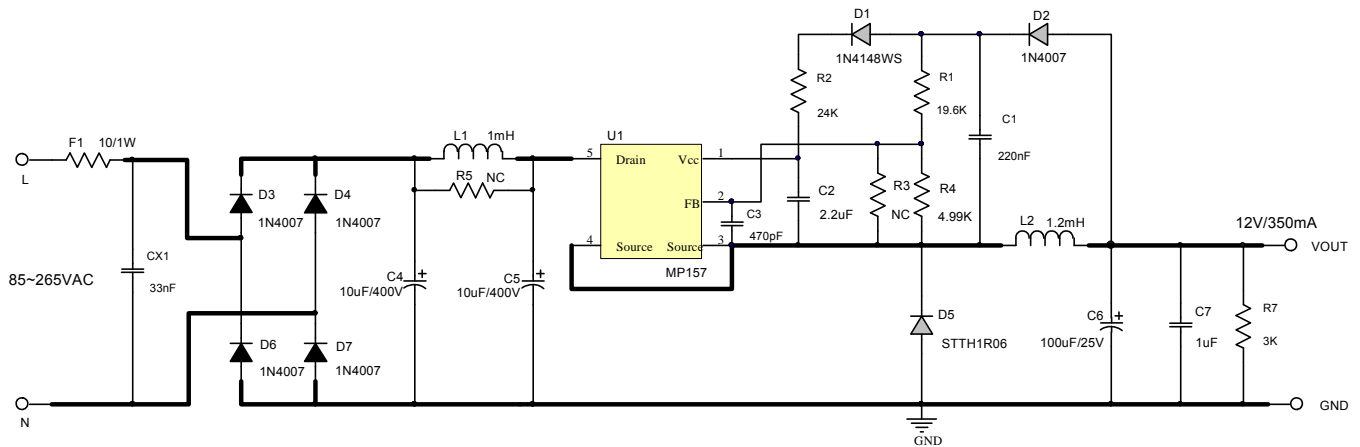 D1
1N4148WS
D2
1N4007
R2
24K
R1
19.6K
C1
220nF
F1 10/1W
L
L1 1mH
R5 NC
U1
5 Drain
Vcc 1
FB 2
4 Source
Source 3
MP157
C2
2.2uF
C3
470pF
R3
NC
R4
4.99K
L2 1.2mH
12V/350mA
VOUT
D3
1N4007
D4
1N4007
CX1
33nF
85~265VAC
C4
10uF/400V
+
C5
10uF/400V
+
D6
1N4007
D7
1N4007
D5
STTH1R06
C6
100uF/25V
+
C7
1uF
R7
3K
N
GND
GND